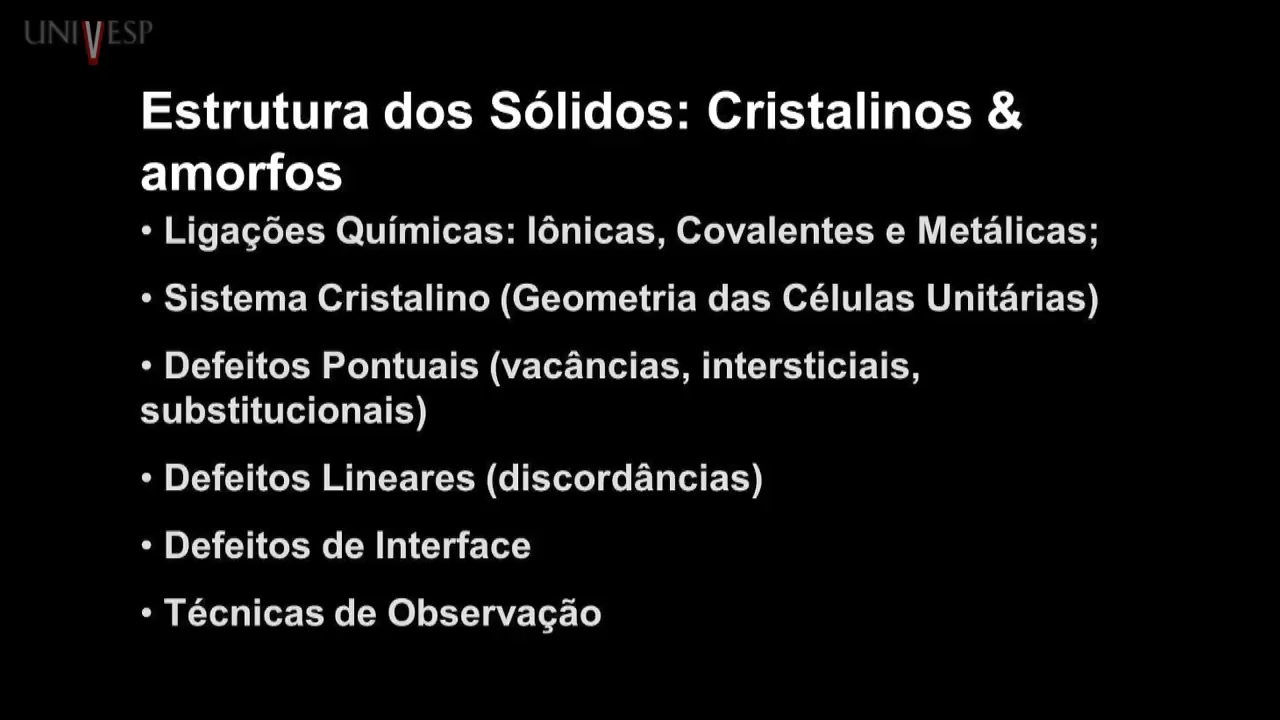 UNIVESP
Estrutura dos Sólidos: Cristalinos &
amorfos
• Ligações Químicas: Iônicas, Covalentes e Metálicas;
• Sistema Cristalino (Geometria das Células Unitárias)
• Defeitos Pontuais (vacâncias, intersticiais,
substitucionais)
• Defeitos Lineares (discordâncias)
• Defeitos de Interface
• Técnicas de Observação